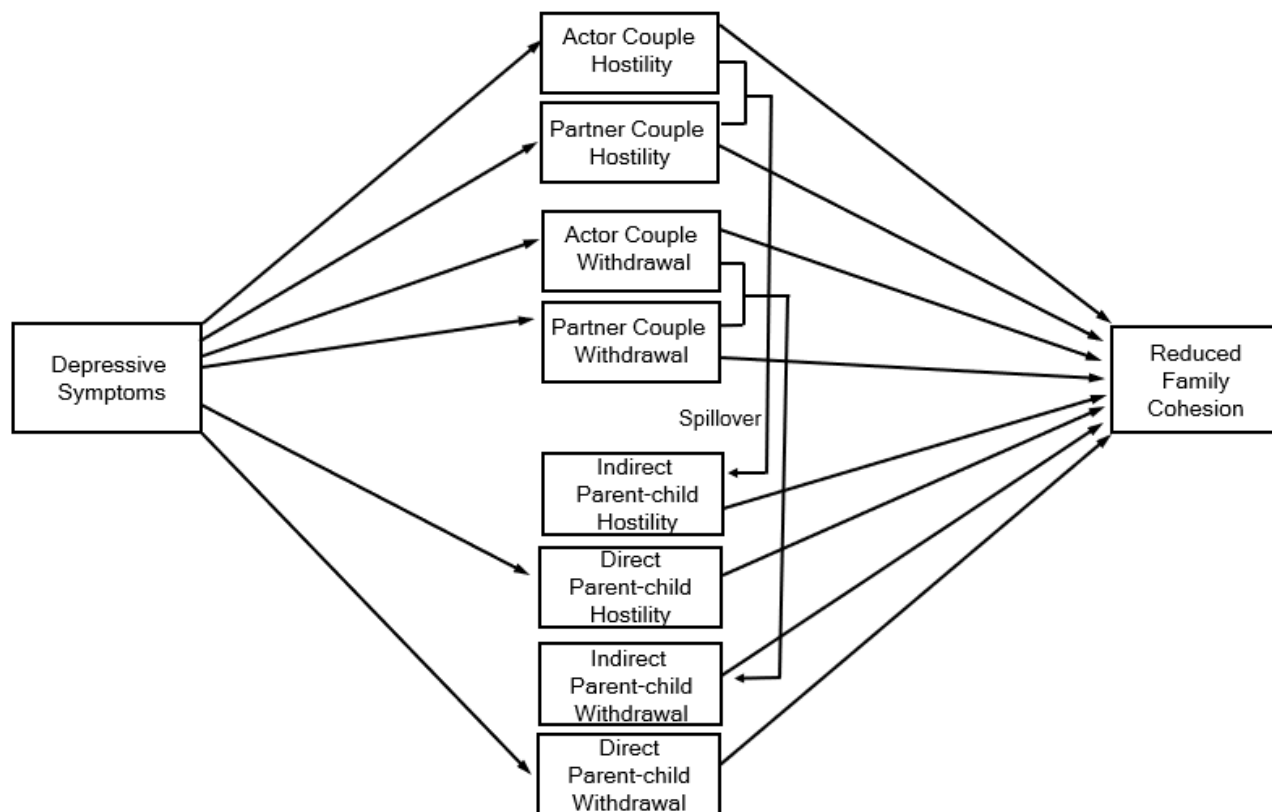 Actor Couple
Hostility
Partner Couple
Hostility
Actor Couple
Withdrawal
Partner Couple
Withdrawal
Depressive
Symptoms
Reduced
Family
Cohesion
Spillover
Indirect
Parent-child
Hostility
Direct
Parent-child
Hostility
Indirect
Parent-child
Withdrawal
Direct
Parent-child
Withdrawal